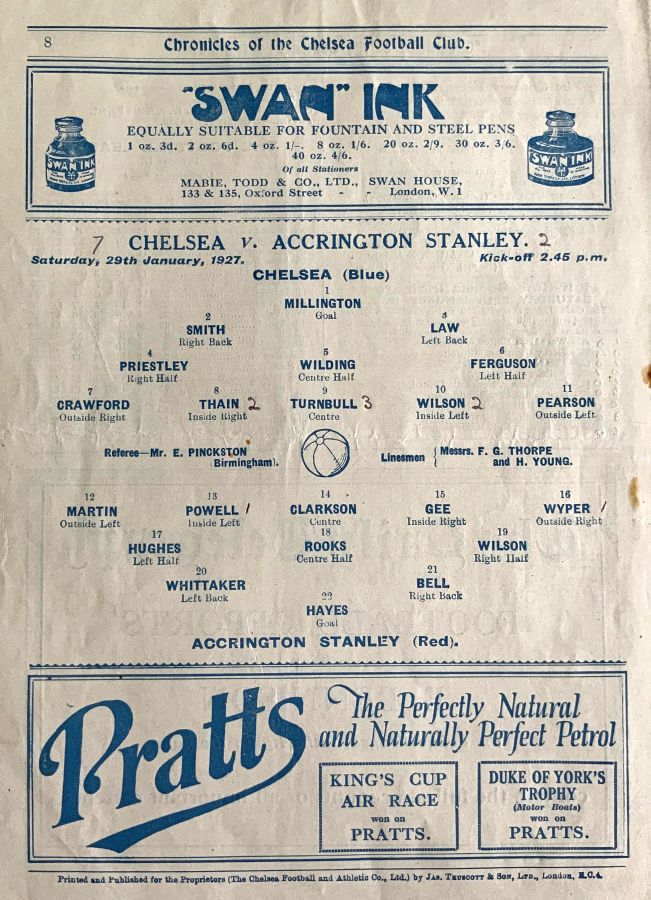 8
Chronicles of the Chelsea Football Club.
"SWAN" INK
EQUALLY SUITABLE FOR FOUNTAIN AND STEEL PENS
1 oz. 3d. 2 oz. 6d. 4 oz. 1/-. 8 oz. 1/6. 20 oz. 2/9. 30 oz. 3/6.
40 oz. 4/6.
Of all Stationers
MABIE, TODD & CO., LTD., SWAN HOUSE,
133 & 135, Oxford Street - - London, W.1
SWAN INK
SWAN INK
7 CHELSEA V. ACCRINGTON STANLEY. 2
Saturday, 29th January, 1927. Kick-off 2.45 p.m.
CHELSEA (Blue)
1
MILLINGTON
Goal
2 3
SMITH LAW
Right Back Left Back
4 5 6
PRIESTLEY WILDING FERGUSON
Right Half Centre Half Left Half
7 8 9 10 11
CRAWFORD THAIN 2 TURNBULL 3 WILSON 2 PEARSON
Outside Right Inside Right Centre Inside Left Outside Left
Referee—Mr. E. PINCKSTON
(Birmingham).
Linesmen { Messrs. F. G. THORPE
and H. YOUNG.
12 13 14 15 16
MARTIN POWELL 1 CLARKSON GEE WYPER 1
Outside Left Inside Left Centre Inside Right Outside Right
17 18 19
HUGHES ROOKS WILSON
Left Half Centre Half Right Half
20 21
WHITTAKER BELL
Left Back Right Back
22
HAYES
Goal
ACCRINGTON STANLEY (Red).
Pratts
The Perfectly Natural
and Naturally Perfect Petrol
KING'S CUP
AIR RACE
won on
PRATTS.
DUKE OF YORK'S
TROPHY
(Motor Boats)
won on
PRATTS.
Printed and Published for the Proprietors (The Chelsea Football and Athletic Co., Ltd.) by Jas. Truscott & Son, Ltd., London, E.C.4.